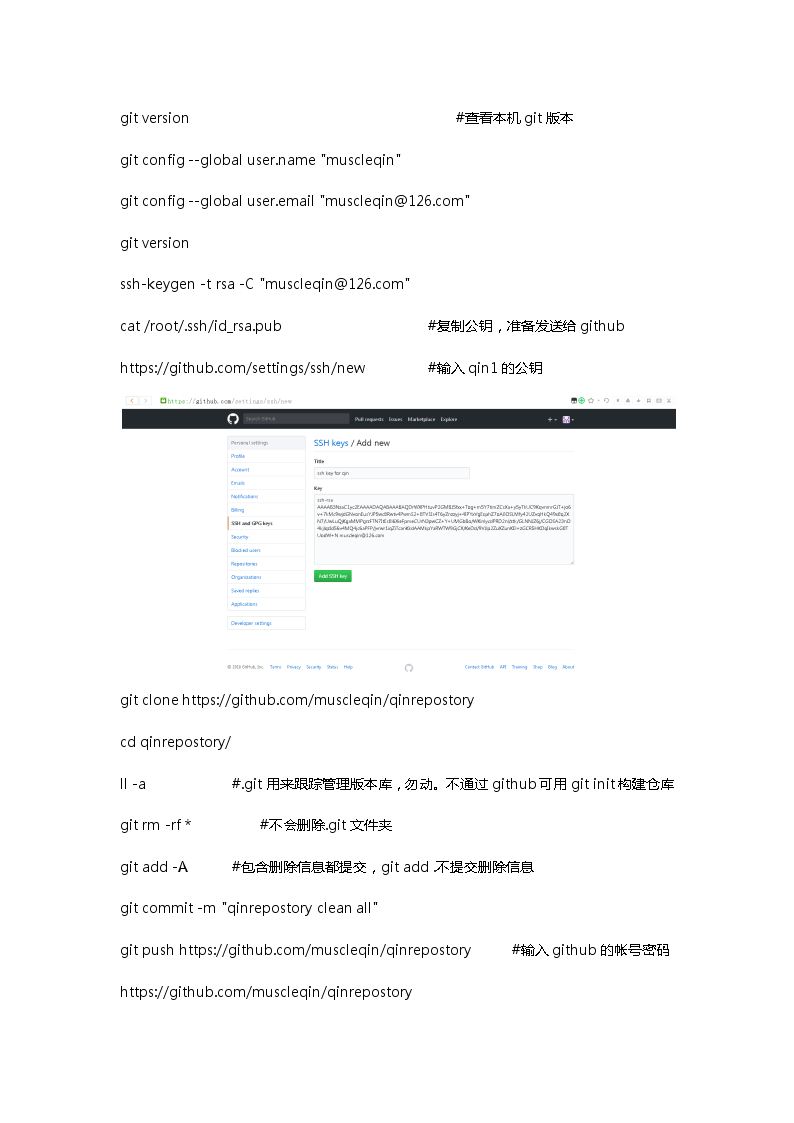 git version #查看本机 git 版本
git config --global user.name "muscleqin"
git config --global user.email "muscleqin@126.com"
git version
ssh-keygen -t rsa -C "muscleqin@126.com"
cat /root/.ssh/id_rsa.pub #复制公钥，准备发送给 github
https://github.com/settings/ssh/new #输入 qin1 的公钥
https://github.com/settings/ssh/new
Search GitHub Pull requests Issues Marketplace Explore
Personal settings
Profile
Account
Emails
Notifications
Billing
SSH and GPG keys
Security
Blocked users
Repositories
Organizations
Saved replies
Applications
Developer settings
SSH keys / Add new
Title
ssh key for qin
Key
ssh-rsa
muscleqin@126.com
Add SSH key
© 2018 GitHub, Inc. Terms Privacy Security Status Help Contact GitHub API Training Shop Blog About
git clone https://github.com/muscleqin/qinrepostory
cd qinrepostory/
ll -a #.git 用来跟踪管理版本库，勿动。不通过 github 可用 git init 构建仓库
git rm -rf * #不会删除.git 文件夹
git add -A #包含删除信息都提交，git add .不提交删除信息
git commit -m "qinrepostory clean all"
git push https://github.com/muscleqin/qinrepostory #输入 github 的帐号密码
https://github.com/muscleqin/qinrepostory